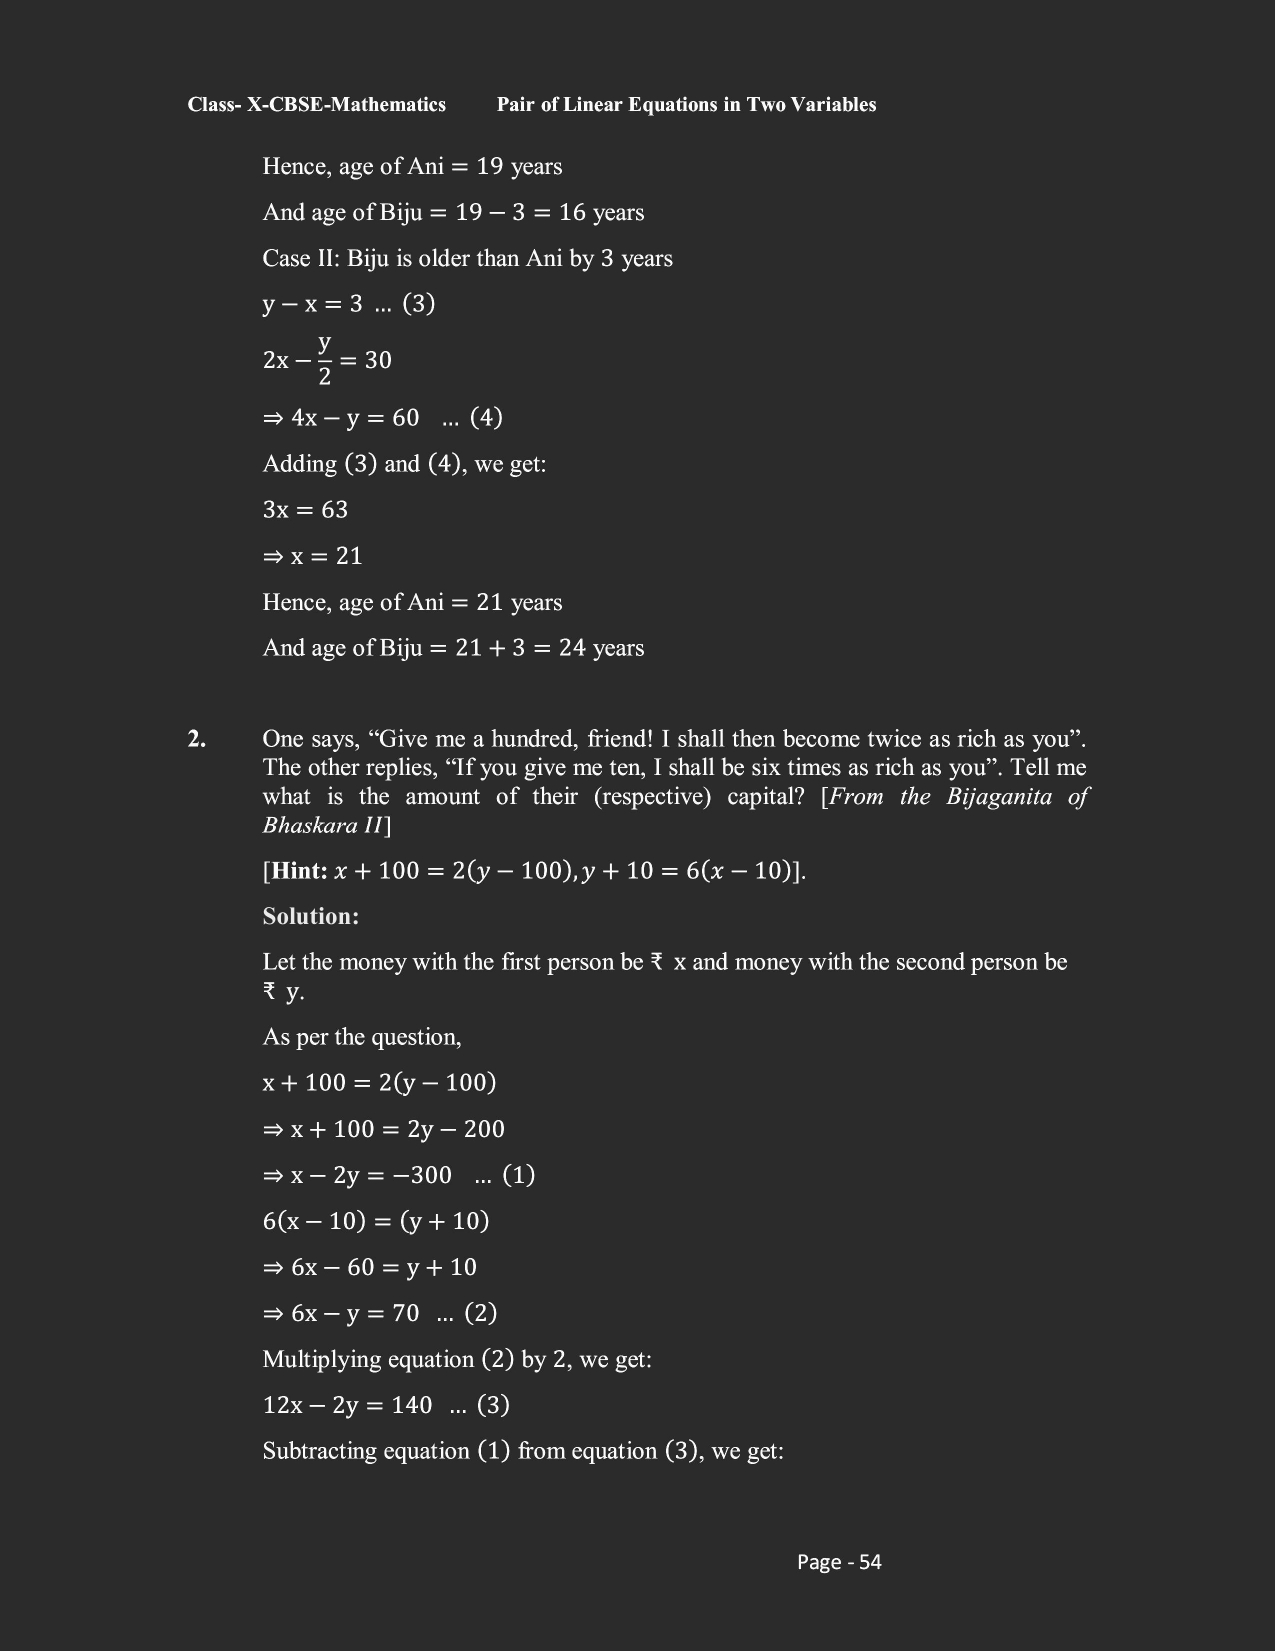 Class- X-CBSE-Mathematics Pair of Linear Equations in Two Variables
Hence, age of Ani = 19 years
And age of Biju = 19 − 3 = 16 years
Case II: Biju is older than Ani by 3 years
y − x = 3 … (3)
2x − y/2 = 30
⇒ 4x − y = 60 … (4)
Adding (3) and (4), we get:
3x = 63
⇒ x = 21
Hence, age of Ani = 21 years
And age of Biju = 21 + 3 = 24 years
2. One says, “Give me a hundred, friend! I shall then become twice as rich as you”.
The other replies, “If you give me ten, I shall be six times as rich as you”. Tell me
what is the amount of their (respective) capital? [From the Bijaganita of
Bhaskara II]
[Hint: x + 100 = 2(y − 100), y + 10 = 6(x − 10)].
Solution:
Let the money with the first person be ₹ x and money with the second person be
₹ y.
As per the question,
x + 100 = 2(y − 100)
⇒ x + 100 = 2y − 200
⇒ x − 2y = −300 … (1)
6(x − 10) = (y + 10)
⇒ 6x − 60 = y + 10
⇒ 6x − y = 70 … (2)
Multiplying equation (2) by 2, we get:
12x − 2y = 140 … (3)
Subtracting equation (1) from equation (3), we get:
Page - 54